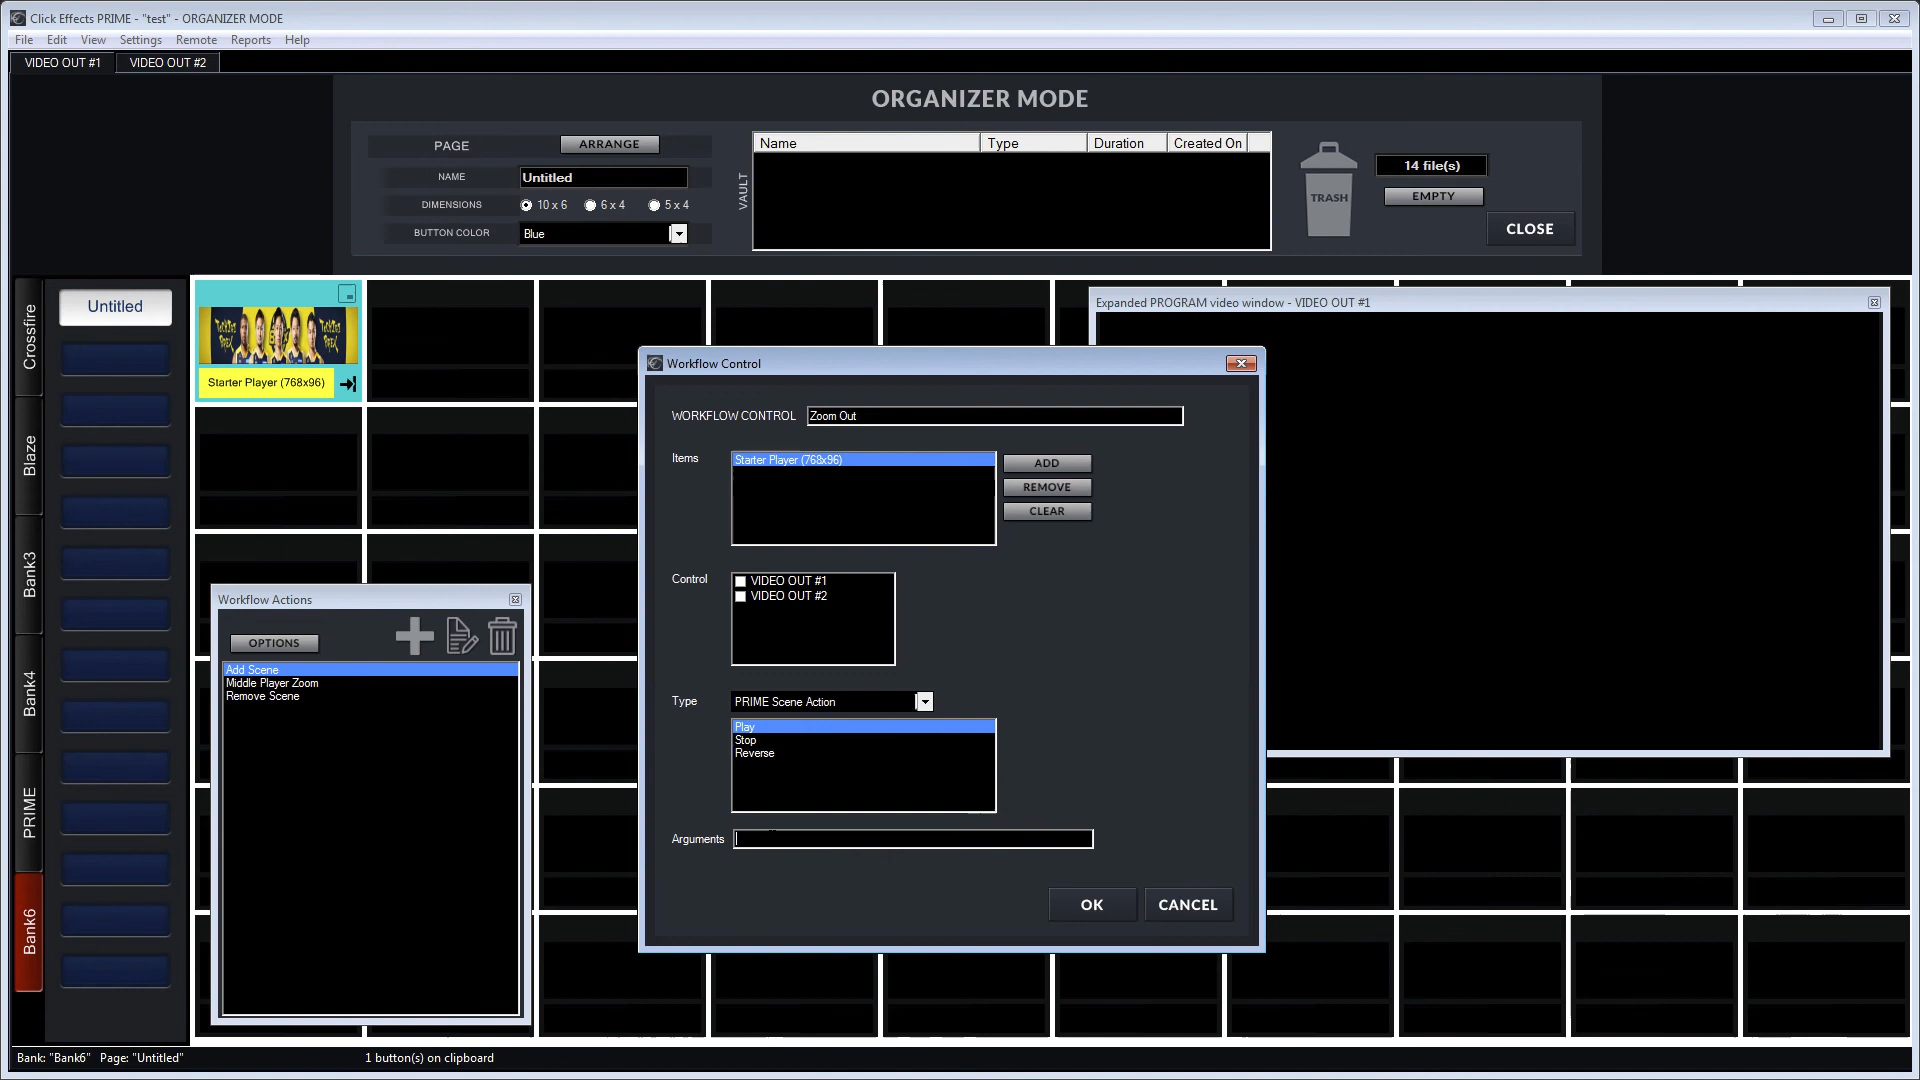 Click Effects PRIME - "test" - ORGANIZER MODE
File Edit View Settings Remote Reports Help
VIDEO OUT #1 VIDEO OUT #2
ORGANIZER MODE
PAGE ARRANGE
NAME Untitled
DIMENSIONS 10 x 6 6 x 4 5 x 4
BUTTON COLOR Blue
VAULT
Name Type Duration Created On
TRASH
14 file(s)
EMPTY
CLOSE
Crossfire
Blaze
Bank3
Bank4
PRIME
Bank6
Untitled
Starter Player (768x96)
Expanded PROGRAM video window - VIDEO OUT #1
Workflow Control
WORKFLOW CONTROL Zoom Out
Items Starter Player (768x96)
ADD
REMOVE
CLEAR
Control VIDEO OUT #1
VIDEO OUT #2
Type PRIME Scene Action
Play
Stop
Reverse
Arguments
OK CANCEL
Workflow Actions
OPTIONS
Add Scene
Middle Player Zoom
Remove Scene
Bank: "Bank6" Page: "Untitled" 1 button(s) on clipboard